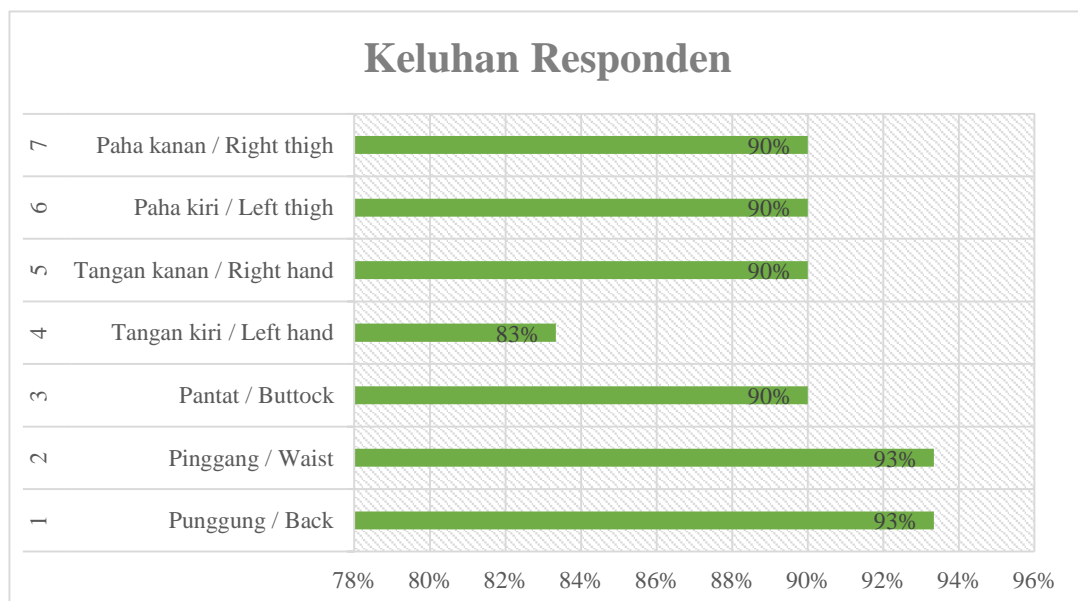 Keluhan Responden
7 Paha kanan / Right thigh 90%
6 Paha kiri / Left thigh 90%
5 Tangan kanan / Right hand 90%
4 Tangan kiri / Left hand 83%
3 Pantat / Buttock 90%
2 Pinggang / Waist 93%
1 Punggung / Back 93%
78% 80% 82% 84% 86% 88% 90% 92% 94% 96%